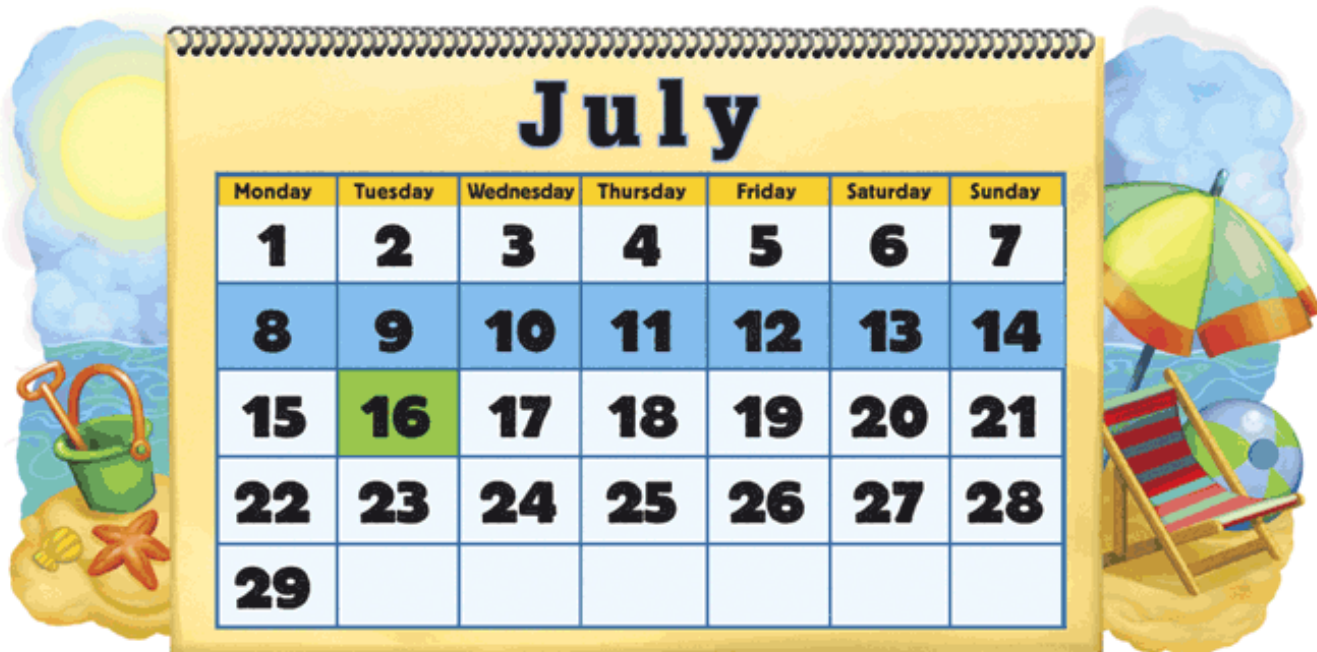 July
Monday Tuesday Wednesday Thursday Friday Saturday Sunday
1 2 3 4 5 6 7
8 9 10 11 12 13 14
15 16 17 18 19 20 21
22 23 24 25 26 27 28
29